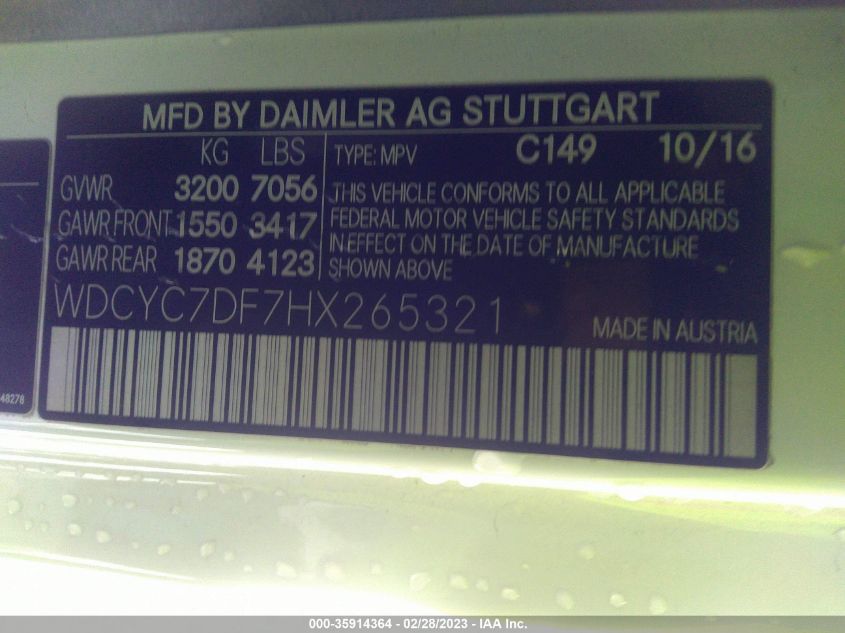 MFD BY DAIMLER AG STUTTGART
KG LBS
GVWR 3200 7056
GAWR FRONT 1550 3417
GAWR REAR 1870 4123
TYPE: MPV C149 10/16
THIS VEHICLE CONFORMS TO ALL APPLICABLE
FEDERAL MOTOR VEHICLE SAFETY STANDARDS
IN EFFECT ON THE DATE OF MANUFACTURE
SHOWN ABOVE
WDCYC7DF7HX265321
MADE IN AUSTRIA
48278
000-35914364 - 02/28/2023 - IAA Inc.